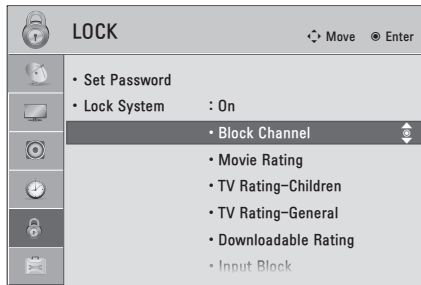 LOCK
Move Enter
• Set Password
• Lock System : On
• Block Channel
• Movie Rating
• TV Rating-Children
• TV Rating-General
• Downloadable Rating
• Input Block